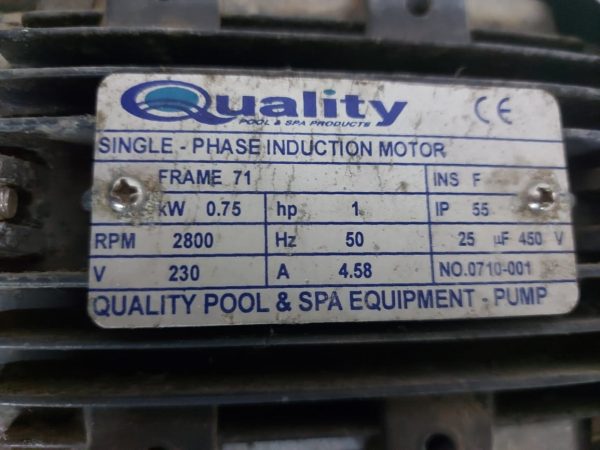 Quality
POOL & SPA PRODUCTS
CE
SINGLE - PHASE INDUCTION MOTOR
FRAME 71 INS F
kW 0.75 hp 1 IP 55
RPM 2800 Hz 50 25 µF 450 V
V 230 A 4.58 NO.0710-001
QUALITY POOL & SPA EQUIPMENT - PUMP